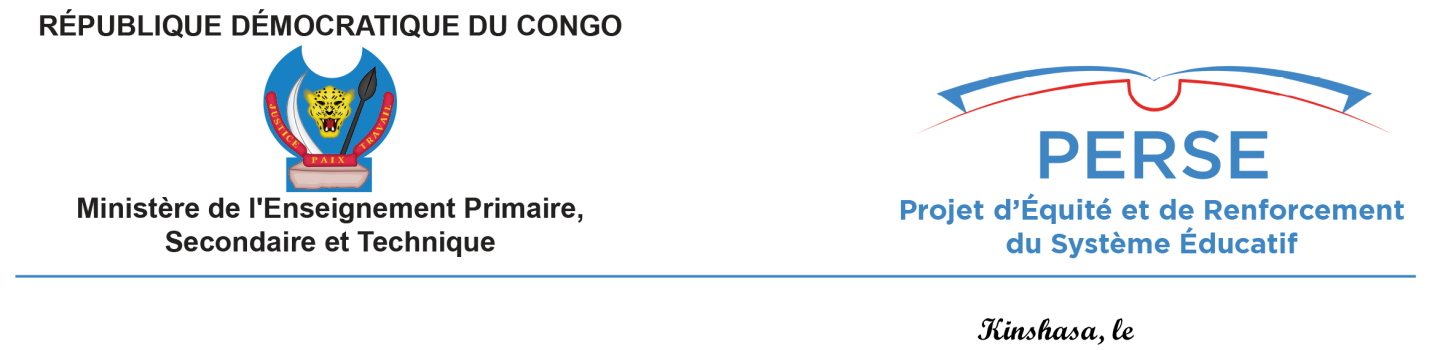 RÉPUBLIQUE DÉMOCRATIQUE DU CONGO
JUSTICE
PAIX
TRAVAIL
Ministère de l'Enseignement Primaire,
Secondaire et Technique
PERSE
Projet d'Équité et de Renforcement
du Système Éducatif
Kinshasa, le